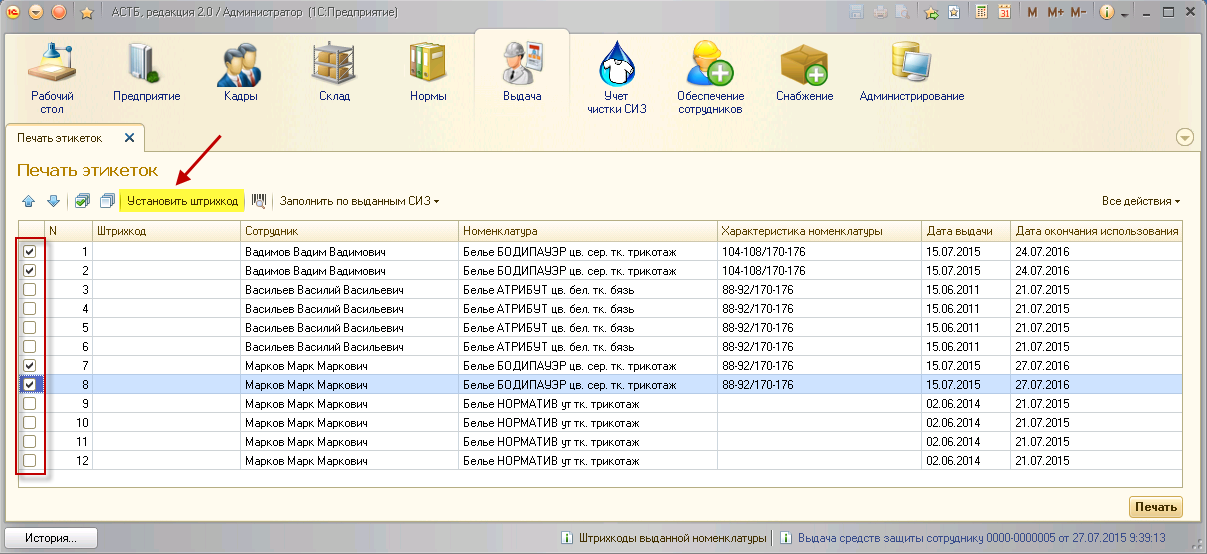 АСТБ, редакция 2.0 / Администратор (1С:Предприятие)
M M+ M-
Рабочий стол
Предприятие
Кадры
Склад
Нормы
Выдача
Учет чистки СИЗ
Обеспечение сотрудников
Снабжение
Администрирование
Печать этикеток
Печать этикеток
Установить штрихкод Заполнить по выданным СИЗ Все действия
N Штрихкод Сотрудник Номенклатура Характеристика номенклатуры Дата выдачи Дата окончания использования
1 Вадимов Вадим Вадимович Белье БОДИПАУЭР цв. сер. тк. трикотаж 104-108/170-176 15.07.2015 24.07.2016
2 Вадимов Вадим Вадимович Белье БОДИПАУЭР цв. сер. тк. трикотаж 104-108/170-176 15.07.2015 24.07.2016
3 Васильев Василий Васильевич Белье АТРИБУТ цв. бел. тк. бязь 88-92/170-176 15.06.2011 21.07.2015
4 Васильев Василий Васильевич Белье АТРИБУТ цв. бел. тк. бязь 88-92/170-176 15.06.2011 21.07.2015
5 Васильев Василий Васильевич Белье АТРИБУТ цв. бел. тк. бязь 88-92/170-176 15.06.2011 21.07.2015
6 Васильев Василий Васильевич Белье АТРИБУТ цв. бел. тк. бязь 88-92/170-176 15.06.2011 21.07.2015
7 Марков Марк Маркович Белье БОДИПАУЭР цв. сер. тк. трикотаж 88-92/170-176 15.07.2015 27.07.2016
8 Марков Марк Маркович Белье БОДИПАУЭР цв. сер. тк. трикотаж 88-92/170-176 15.07.2015 27.07.2016
9 Марков Марк Маркович Белье НОРМАТИВ ут тк. трикотаж 02.06.2014 21.07.2015
10 Марков Марк Маркович Белье НОРМАТИВ ут тк. трикотаж 02.06.2014 21.07.2015
11 Марков Марк Маркович Белье НОРМАТИВ ут тк. трикотаж 02.06.2014 21.07.2015
12 Марков Марк Маркович Белье НОРМАТИВ ут тк. трикотаж 02.06.2014 21.07.2015
Печать
История... Штрихкоды выданной номенклатуры Выдача средств защиты сотруднику 0000-0000005 от 27.07.2015 9:39:13